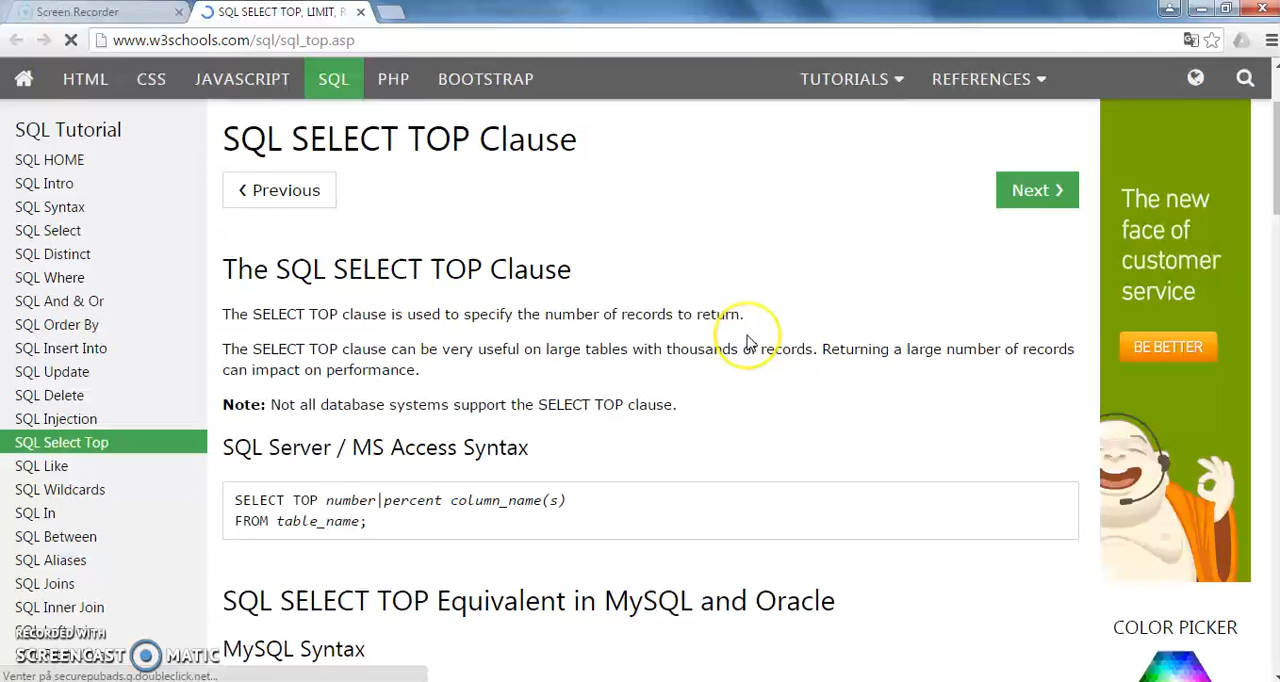 Screen Recorder
SQL SELECT TOP, LIMIT, R
www.w3schools.com/sql/sql_top.asp
HTML CSS JAVASCRIPT SQL PHP BOOTSTRAP TUTORIALS REFERENCES
SQL Tutorial
SQL HOME
SQL Intro
SQL Syntax
SQL Select
SQL Distinct
SQL Where
SQL And & Or
SQL Order By
SQL Insert Into
SQL Update
SQL Delete
SQL Injection
SQL Select Top
SQL Like
SQL Wildcards
SQL In
SQL Between
SQL Aliases
SQL Joins
SQL Inner Join
RECORDED WITH
SCREENCAST MATIC
Venter på securepubads.g.doubleclick.net...
SQL SELECT TOP Clause
❮ Previous
Next ❯
The SQL SELECT TOP Clause
The SELECT TOP clause is used to specify the number of records to return.
The SELECT TOP clause can be very useful on large tables with thousands of records. Returning a large number of records
can impact on performance.
Note: Not all database systems support the SELECT TOP clause.
SQL Server / MS Access Syntax
SELECT TOP number|percent column_name(s)
FROM table_name;
SQL SELECT TOP Equivalent in MySQL and Oracle
MySQL Syntax
The new
face of
customer
service
BE BETTER
COLOR PICKER